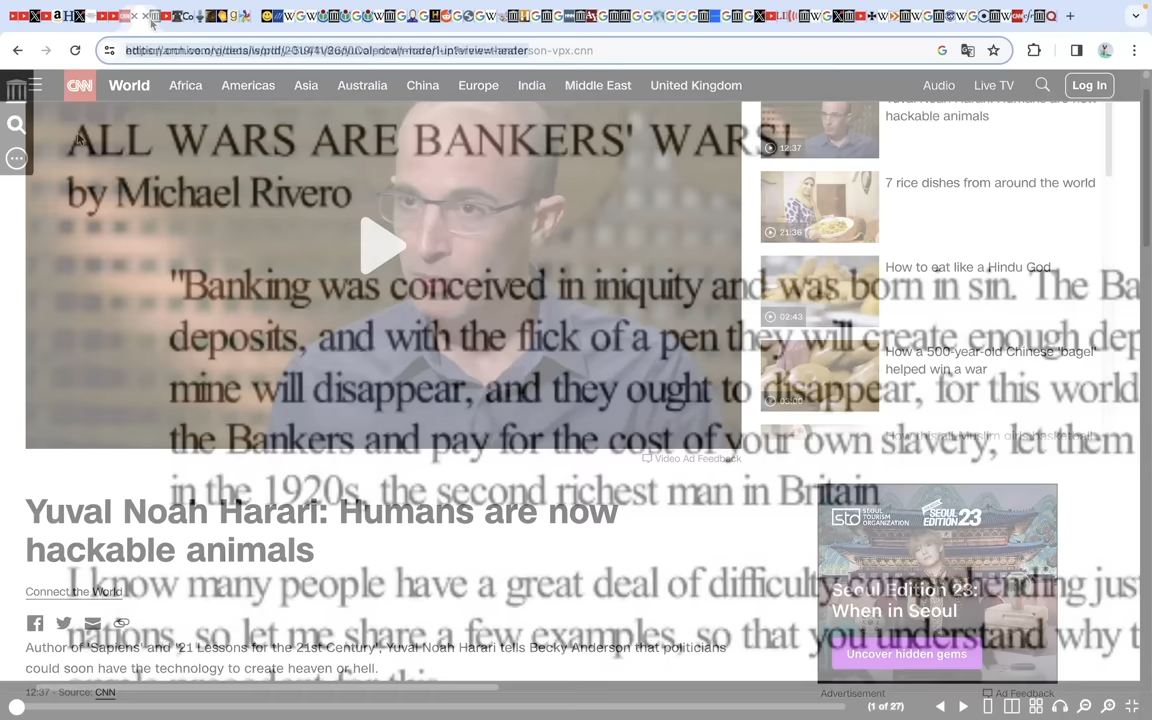 World
Africa
Americas
Asia
Australia
China
Europe
India
Middle East
United Kingdom
Audio
Live TV
Log In
CNN
ALL WARS ARE BANKERS' WARS!
by Michael Rivero
"Banking was conceived in iniquity and was born in sin. The Ba
deposits, and with the flick of a pen they will create enough dep
mine will disappear, and they ought to disappear, for this world
the Bankers and pay for the cost of your own slavery, let them
in the 1920s, the second richest man in Britain
I know many people have a great deal of difficulty comprehending just
nations, so let me share a few examples, so that you understand why t
hackable animals
12:37
7 rice dishes from around the world
21:36
How to eat like a Hindu God
02:43
How a 500-year-old Chinese 'bagel'
helped win a war
Video Ad Feedback
Yuval Noah Harari: Humans are now
hackable animals
Connect the World
Author of 'Sapiens' and '21 Lessons for the 21st Century', Yuval Noah Harari tells Becky Anderson that politicians
could soon have the technology to create heaven or hell.
12:37 - Source: CNN
sto SEOUL TOURISM ORGANIZATION
SEOUL EDITION 23
Seoul Edition 23:
When in Seoul
Uncover hidden gems
Advertisement
Ad Feedback
(1 of 27)